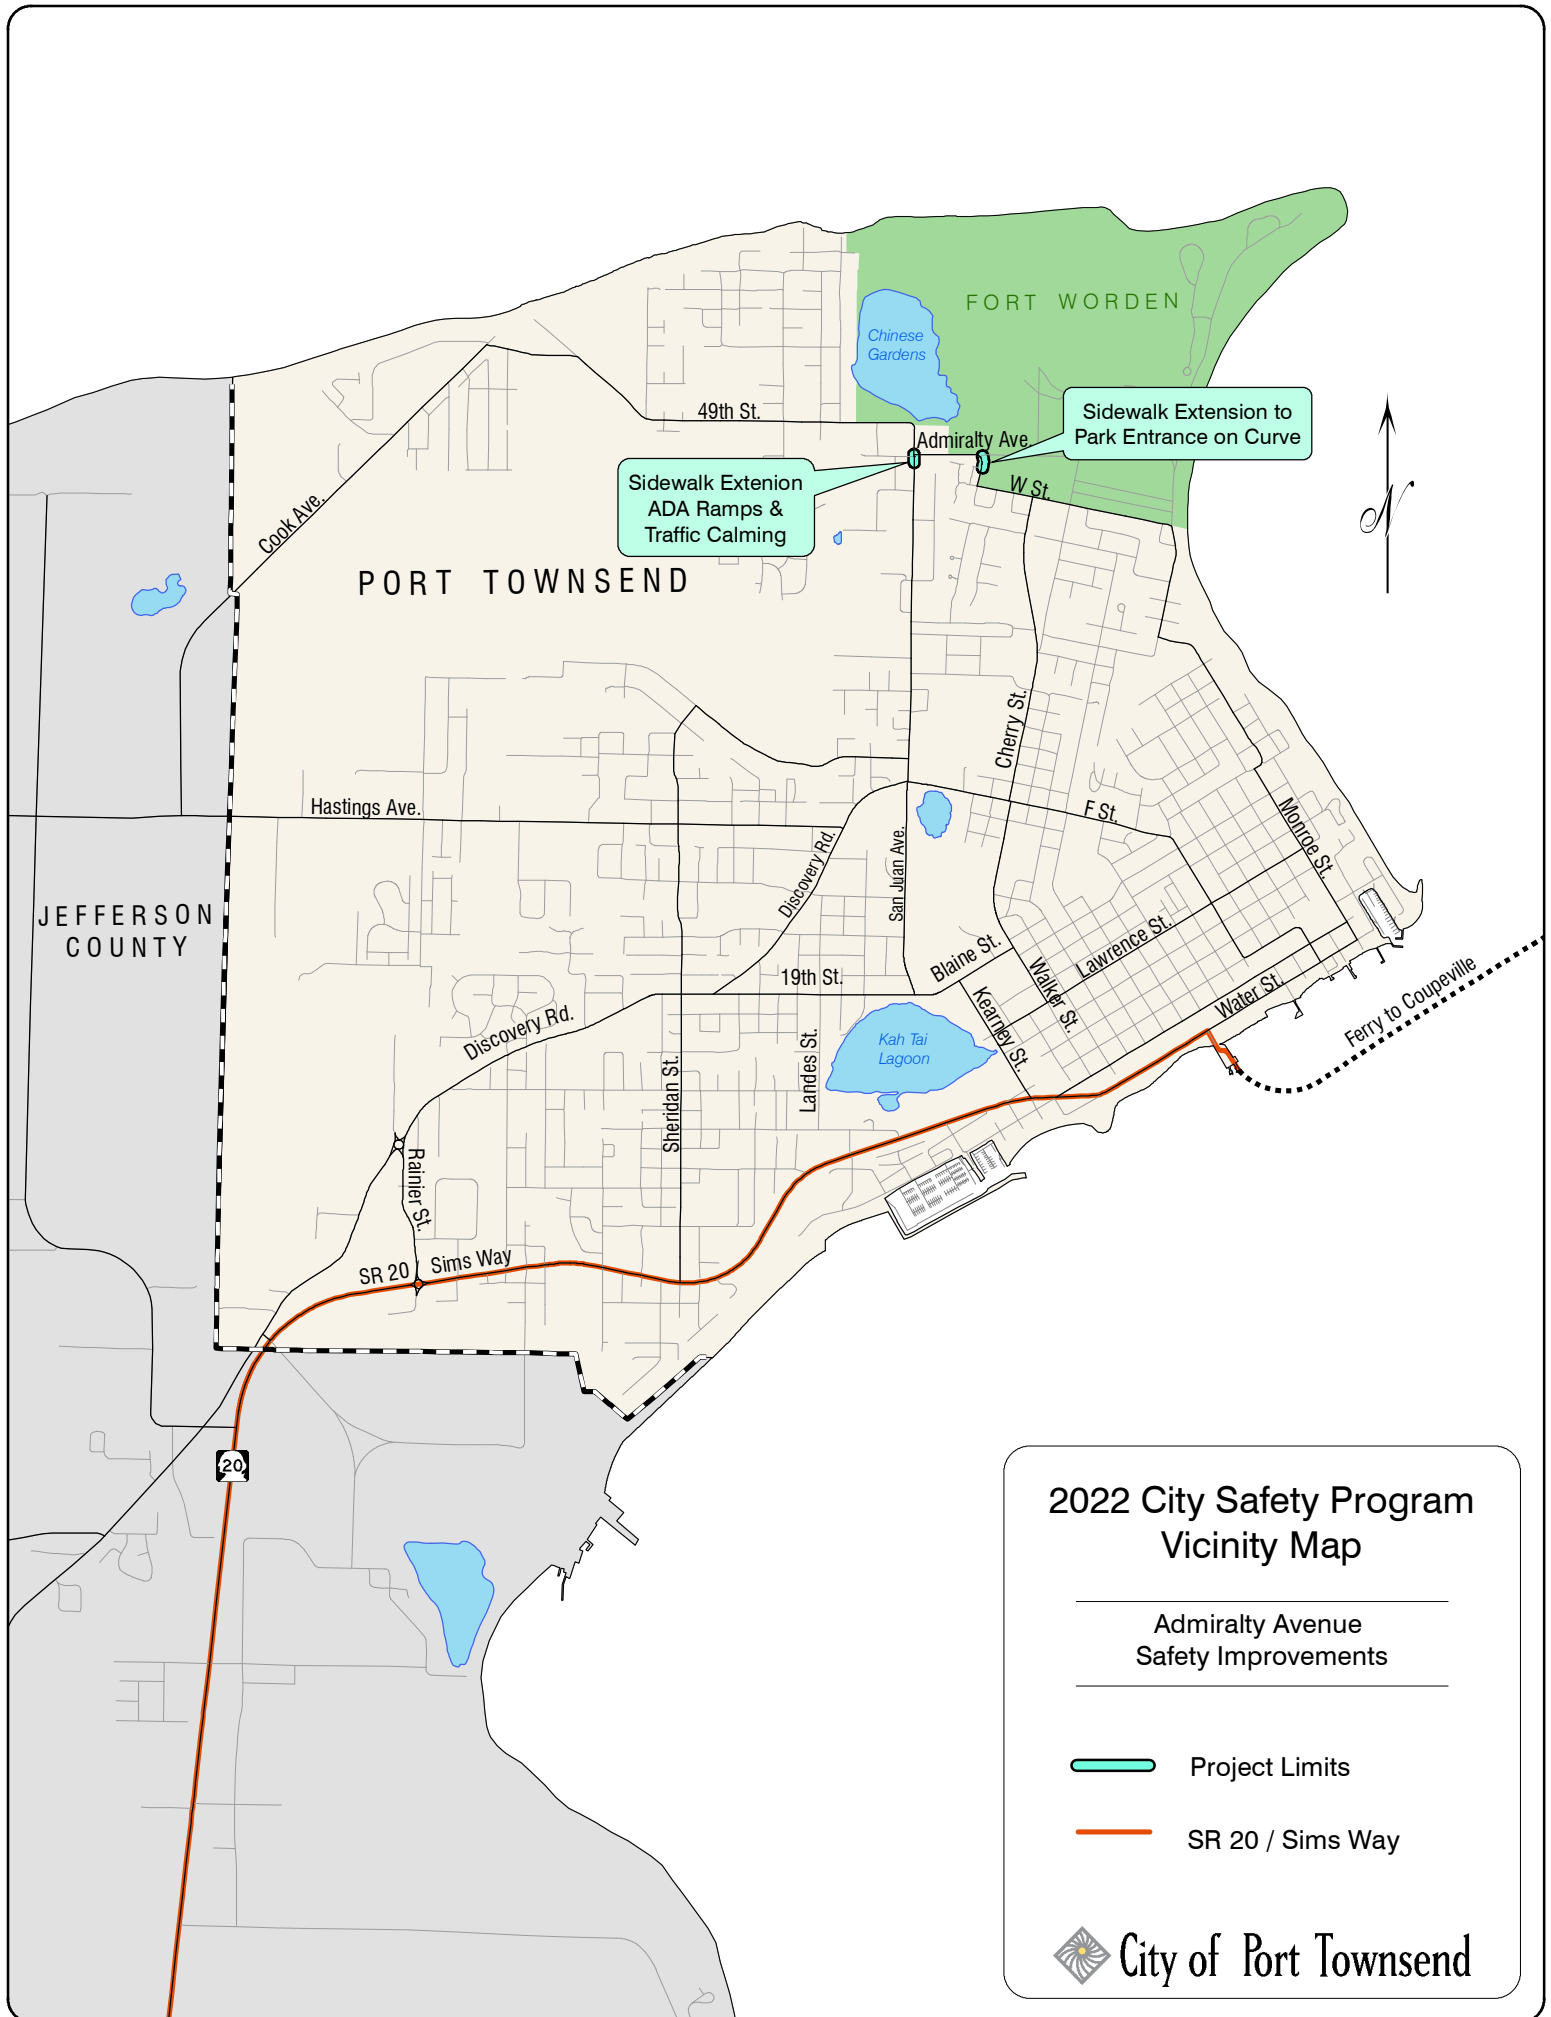 FORT WORDEN
Chinese
Gardens
49th St.
Admiralty Ave.
Sidewalk Extension to
Park Entrance on Curve
Sidewalk Extenion
ADA Ramps &
Traffic Calming
W St.
N
Cook Ave.
PORT TOWNSEND
Cherry St.
Hastings Ave.
F St.
Monroe St.
Discovery Rd.
San Juan Ave.
JEFFERSON
COUNTY
Blaine St.
Lawrence St.
Walker St.
19th St.
Kearney St.
Water St.
Ferry to Coupeville
Discovery Rd.
Kah Tai
Lagoon
Landes St.
Sheridan St.
Rainier St.
SR 20 / Sims Way
20
2022 City Safety Program
Vicinity Map
Admiralty Avenue
Safety Improvements
Project Limits
SR 20 / Sims Way
City of Port Townsend